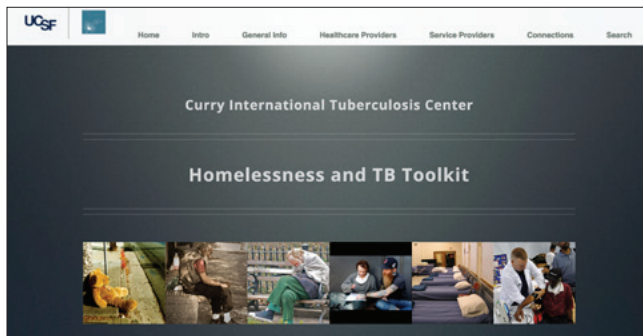 UCSF
Home Intro General Info Healthcare Providers Service Providers Connections Search
Curry International Tuberculosis Center
Homelessness and TB Toolkit